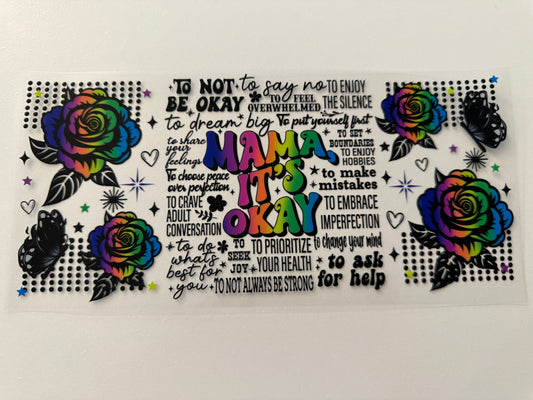 To NOT BE OKAY
to say no
TO ENJOY THE SILENCE
TO FEEL OVERWHELMED
to dream big
To put yourself first
to share your feelings
MAMA,
IT'S
OKAY
TO SET BOUNDARIES
TO ENJOY HOBBIES
To choose peace over perfection
to make mistakes
TO CRAVE ADULT CONVERSATION
TO EMBRACE IMPERFECTION
to do what's best for you
TO SEEK JOY
TO PRIORITIZE YOUR HEALTH
to change your mind
TO NOT ALWAYS BE STRONG
to ask for help